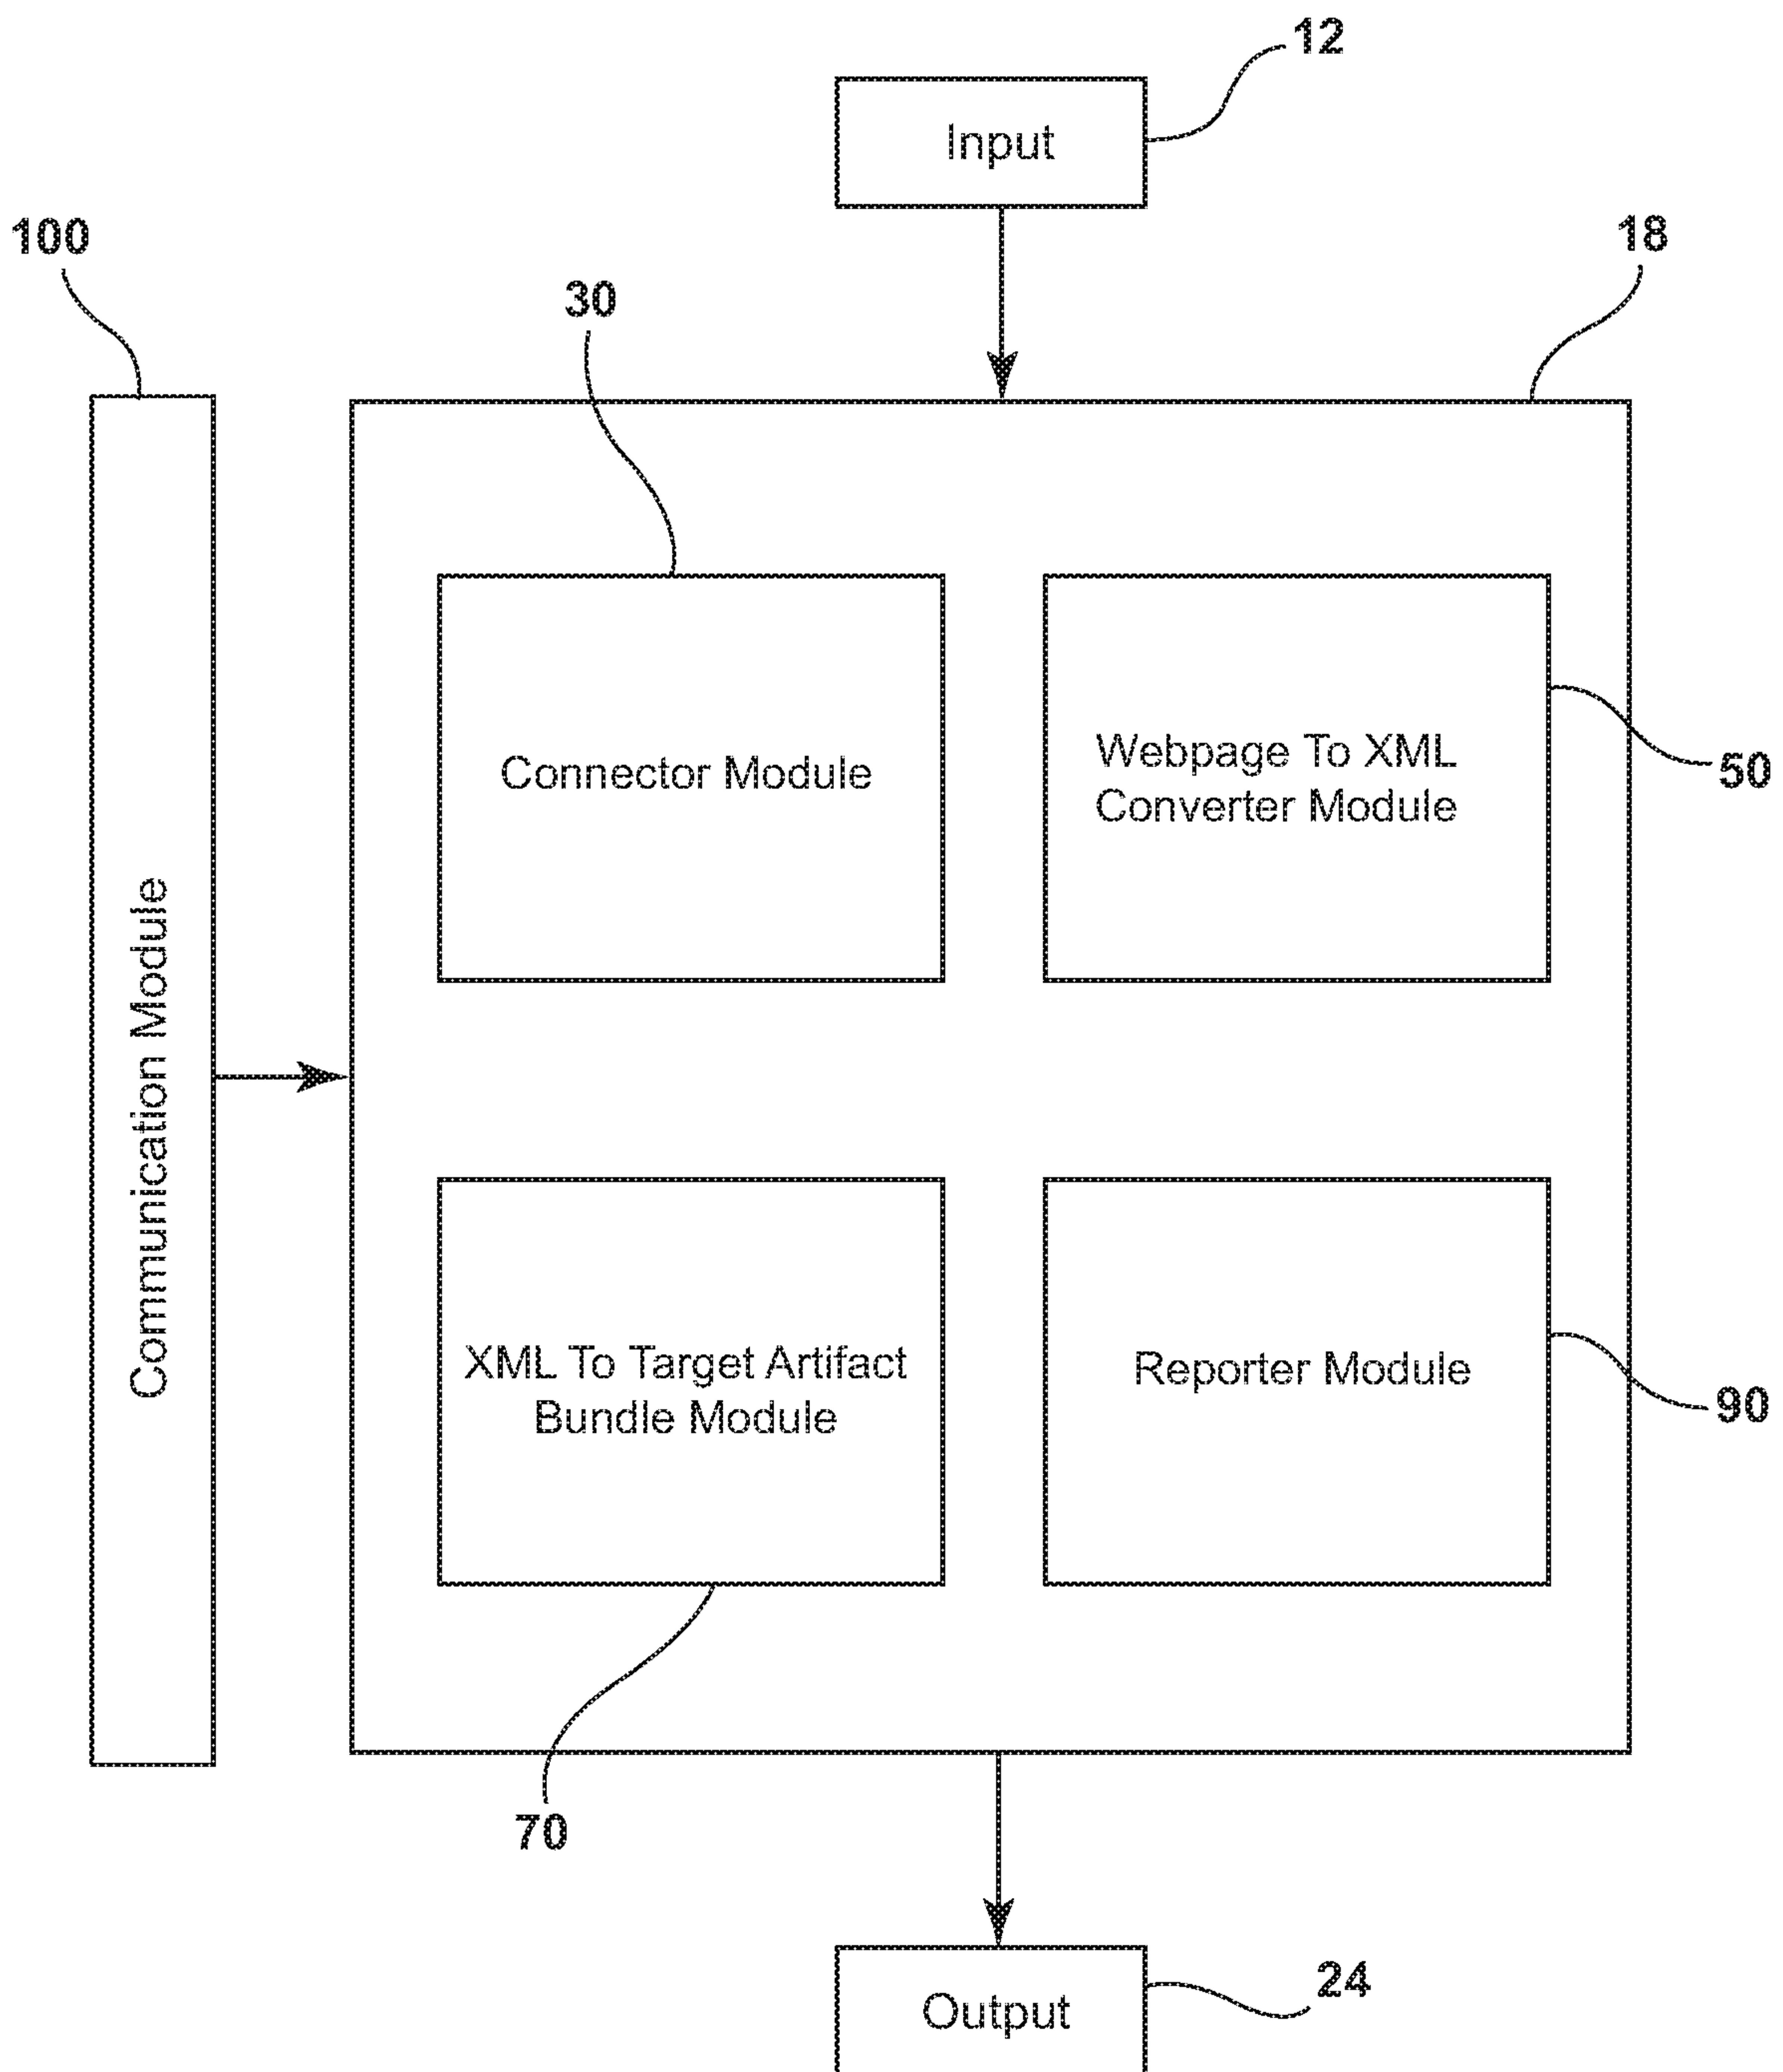 12
Input
100
18
30
Connector Module
Webpage To XML
Converter Module
50
Communication Module
XML To Target Artifact
Bundle Module
Reporter Module
90
70
24
Output